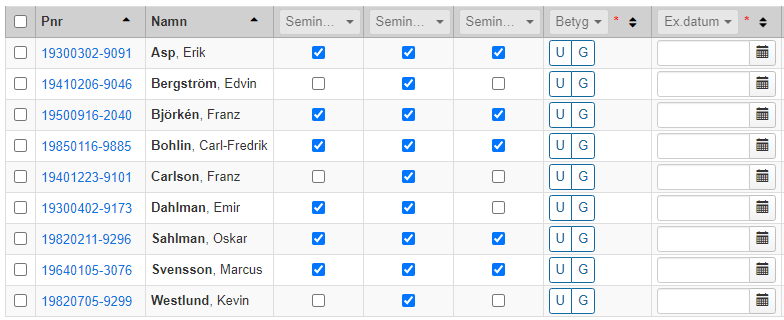 Pnr Namn Semin... Semin... Semin... Betyg * Ex.datum *
19300302-9091 Asp, Erik U G
19410206-9046 Bergström, Edvin U G
19500916-2040 Björkén, Franz U G
19850116-9885 Bohlin, Carl-Fredrik U G
19401223-9101 Carlson, Franz U G
19300402-9173 Dahlman, Emir U G
19820211-9296 Sahlman, Oskar U G
19640105-3076 Svensson, Marcus U G
19820705-9299 Westlund, Kevin U G